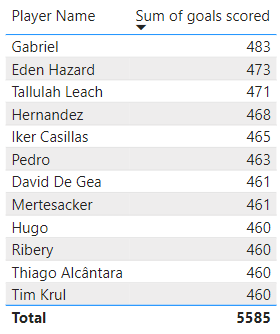 Player Name Sum of goals scored
Gabriel 483
Eden Hazard 473
Tallulah Leach 471
Hernandez 468
Iker Casillas 465
Pedro 463
David De Gea 461
Mertesacker 461
Hugo 460
Ribery 460
Thiago Alcântara 460
Tim Krul 460
Total 5585